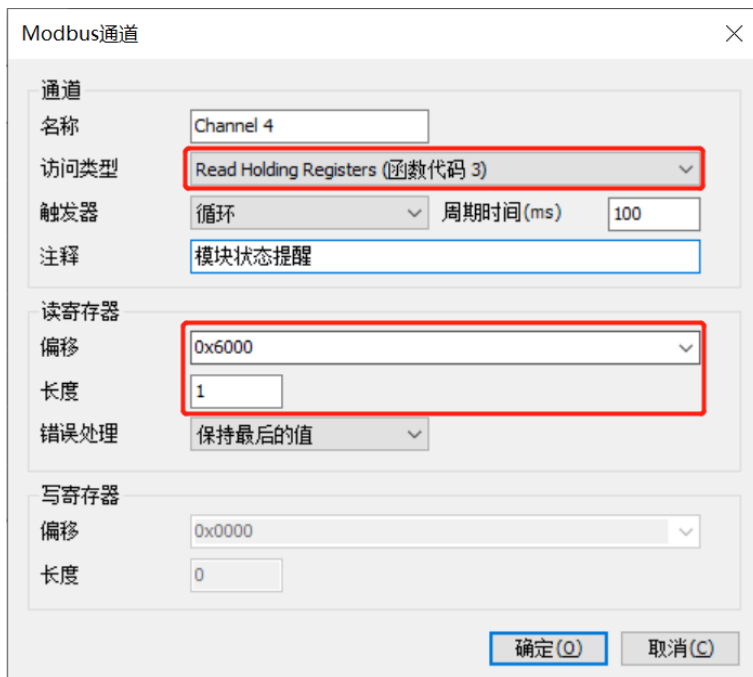 Modbus通道
通道
名称 Channel 4
访问类型 Read Holding Registers (函数代码 3)
触发器 循环 周期时间(ms) 100
注释 模块状态提醒
读寄存器
偏移 0x6000
长度 1
错误处理 保持最后的值
写寄存器
偏移 0x0000
长度 0
确定(O) 取消(C)